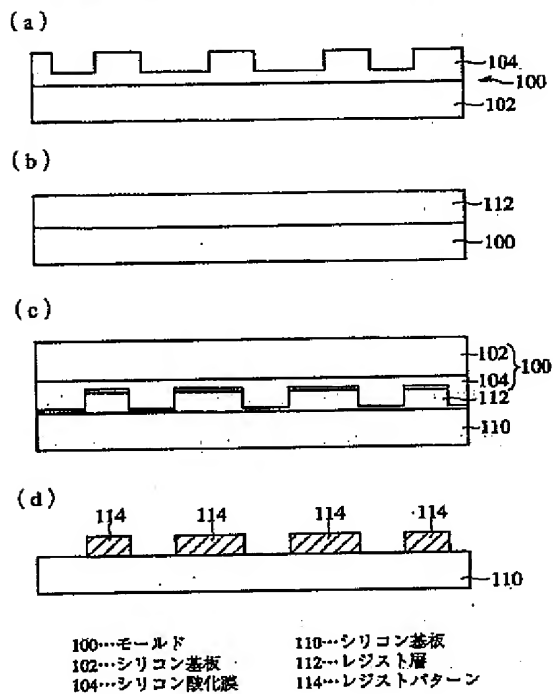 (a)
104
100
102
(b)
112
100
(c)
102
104
100
112
110
(d)
114 114 114 114
110
100…モールド
102…シリコン基板
104…シリコン酸化膜
110…シリコン基板
112…レジスト層
114…レジストパターン